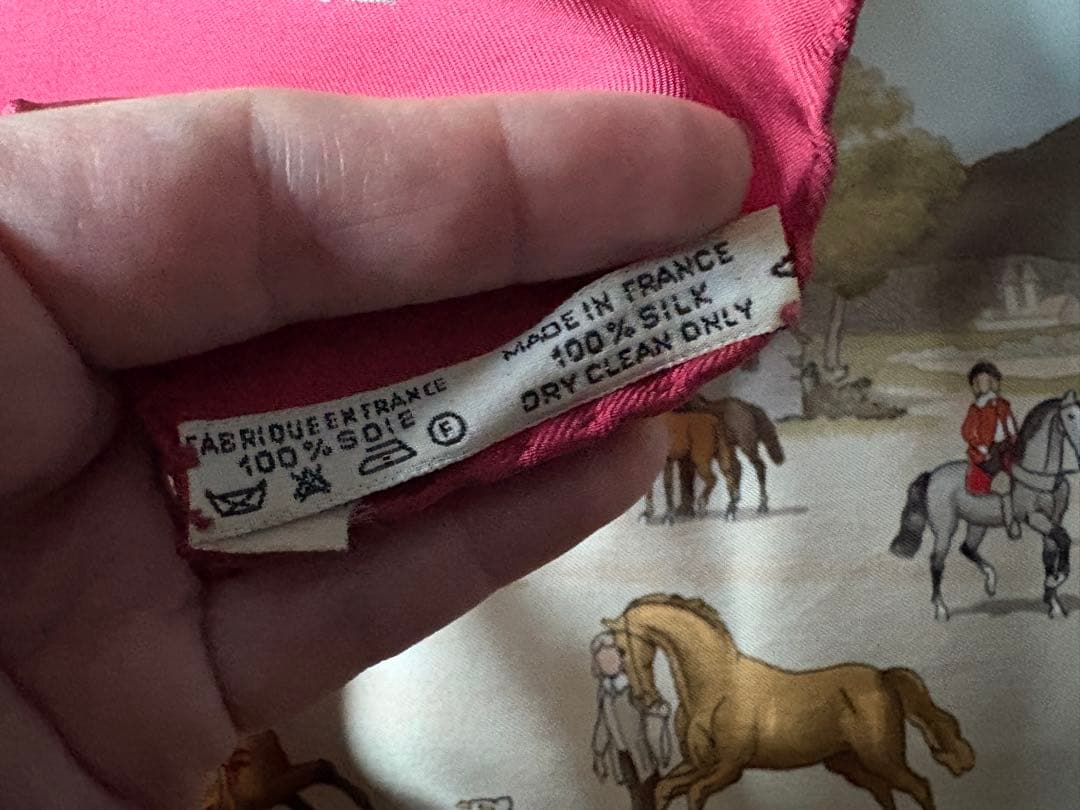 FABRIQUE EN FRANCE
100% SOIE
E
MADE IN FRANCE
100% SILK
DRY CLEAN ONLY